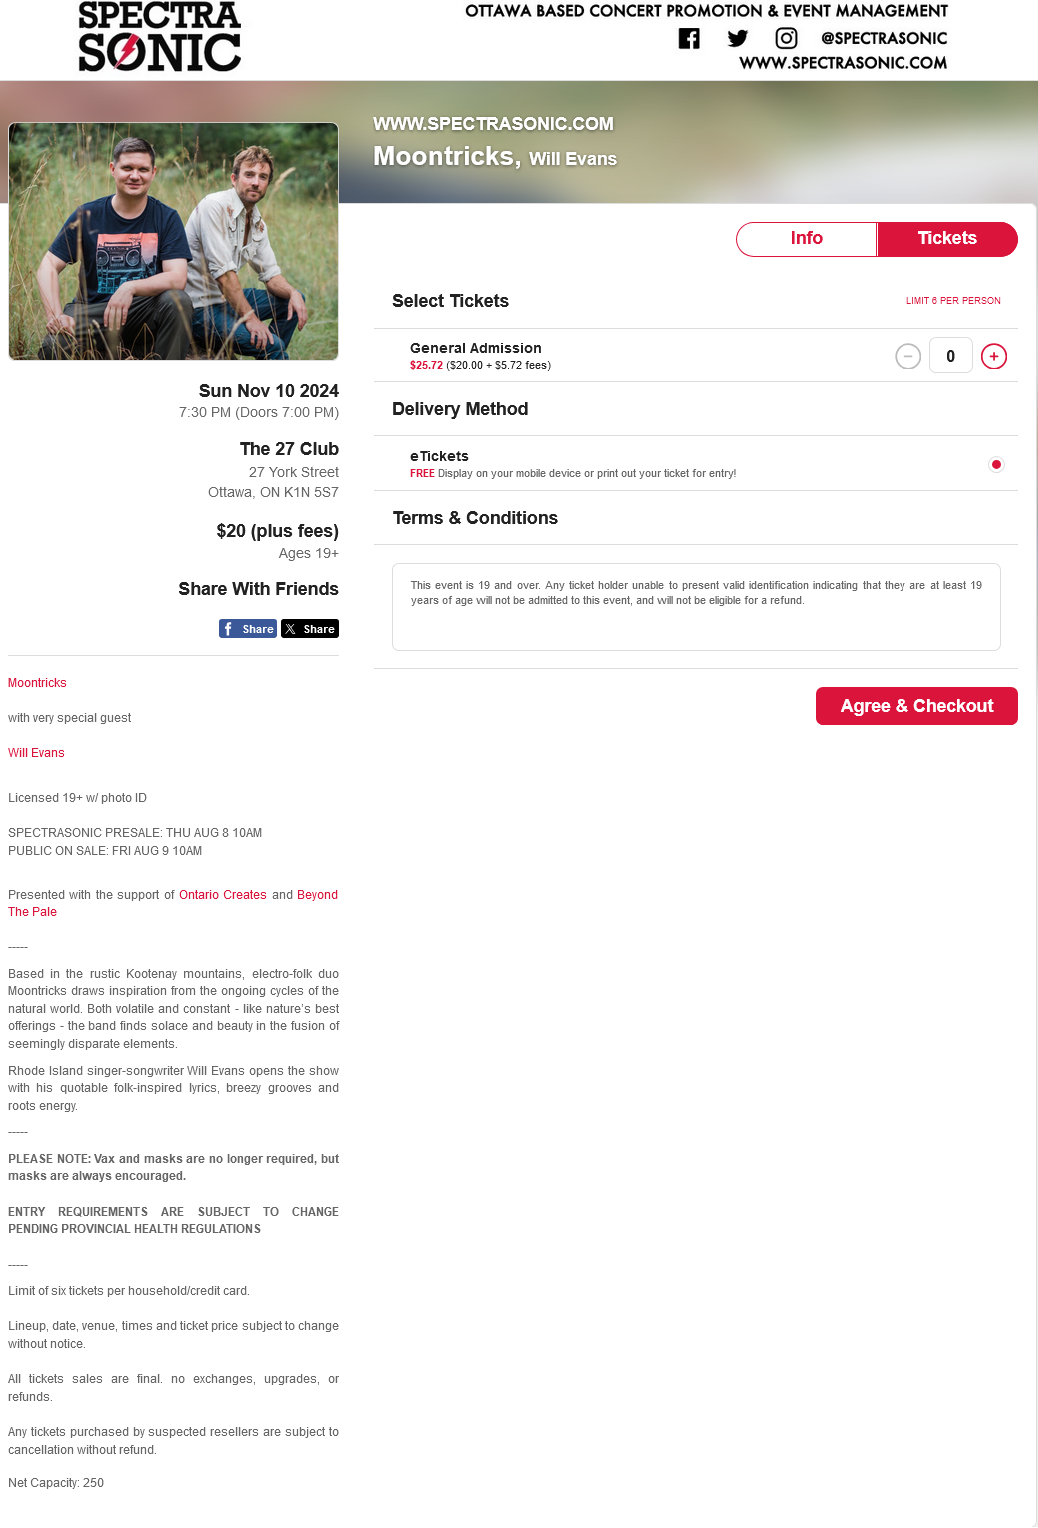 SPECTRA
SONIC
OTTAWA BASED CONCERT PROMOTION & EVENT MANAGEMENT
@SPECTRASONIC
WWW.SPECTRASONIC.COM
WWW.SPECTRASONIC.COM
Moontricks, Will Evans
Info
Tickets
Select Tickets
LIMIT 6 PER PERSON
General Admission
$25.72 ($20.00 + $5.72 fees)
0
Delivery Method
eTickets
FREE Display on your mobile device or print out your ticket for entry!
Terms & Conditions
This event is 19 and over. Any ticket holder unable to present valid identification indicating that they are at least 19
years of age will not be admitted to this event, and will not be eligible for a refund.
Agree & Checkout
Sun Nov 10 2024
7:30 PM (Doors 7:00 PM)
The 27 Club
27 York Street
Ottawa, ON K1N 5S7
$20 (plus fees)
Ages 19+
Share With Friends
Share
Share
Moontricks
with very special guest
Will Evans
Licensed 19+ w/ photo ID
SPECTRASONIC PRESALE: THU AUG 8 10AM
PUBLIC ON SALE: FRI AUG 9 10AM
Presented with the support of Ontario Creates and Beyond
The Pale
-----
Based in the rustic Kootenay mountains, electro-folk duo
Moontricks draws inspiration from the ongoing cycles of the
natural world. Both volatile and constant - like nature's best
offerings - the band finds solace and beauty in the fusion of
seemingly disparate elements.
Rhode Island singer-songwriter Will Evans opens the show
with his quotable folk-inspired lyrics, breezy grooves and
roots energy.
-----
PLEASE NOTE: Vax and masks are no longer required, but
masks are always encouraged.
ENTRY REQUIREMENTS ARE SUBJECT TO CHANGE
PENDING PROVINCIAL HEALTH REGULATIONS
-----
Limit of six tickets per household/credit card.
Lineup, date, venue, times and ticket price subject to change
without notice.
All tickets sales are final. no exchanges, upgrades, or
refunds.
Any tickets purchased by suspected resellers are subject to
cancellation without refund.
Net Capacity: 250